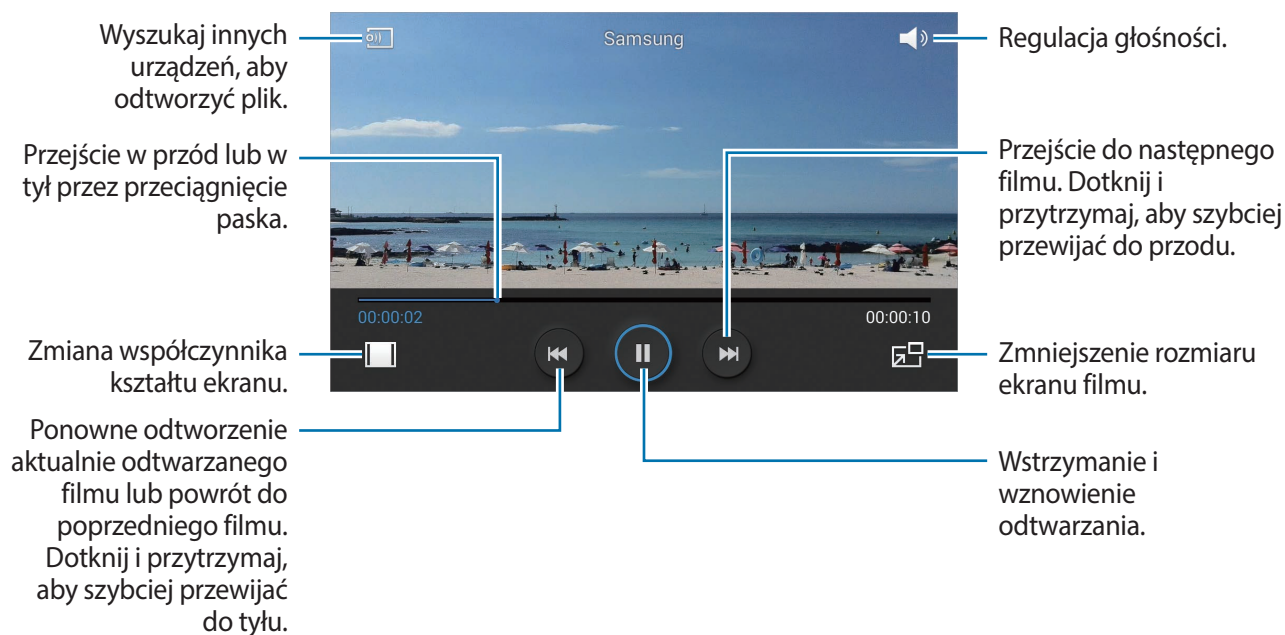 Wyszukaj innych
urządzeń, aby
odtworzyć plik.
Samsung
Regulacja głośności.
Przejście w przód lub w
tył przez przeciągnięcie
paska.
Przejście do następnego
filmu. Dotknij i
przytrzymaj, aby szybciej
przewijać do przodu.
00:00:02
00:00:10
Zmiana współczynnika
kształtu ekranu.
Zmniejszenie rozmiaru
ekranu filmu.
Ponowne odtworzenie
aktualnie odtwarzanego
filmu lub powrót do
poprzedniego filmu.
Dotknij i przytrzymaj,
aby szybciej przewijać
do tyłu.
Wstrzymanie i
wznowienie
odtwarzania.